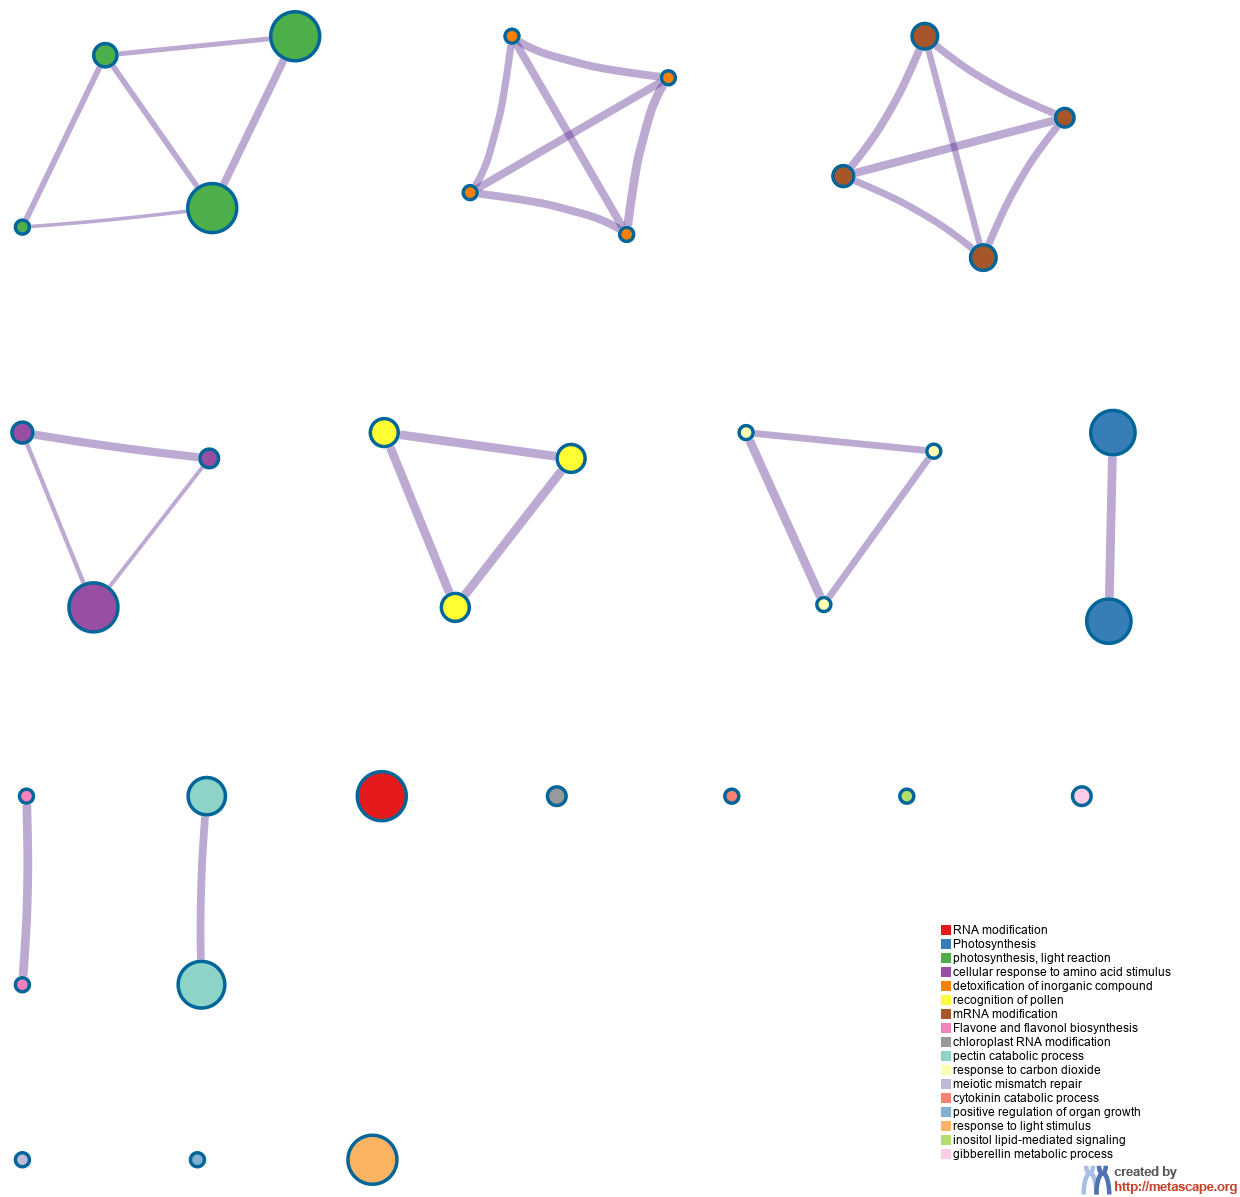 RNA modification
Photosynthesis
photosynthesis, light reaction
cellular response to amino acid stimulus
detoxification of inorganic compound
recognition of pollen
mRNA modification
Flavone and flavonol biosynthesis
chloroplast RNA modification
pectin catabolic process
response to carbon dioxide
meiotic mismatch repair
cytokinin catabolic process
positive regulation of organ growth
response to light stimulus
inositol lipid-mediated signaling
gibberellin metabolic process
created by
http://metascape.org